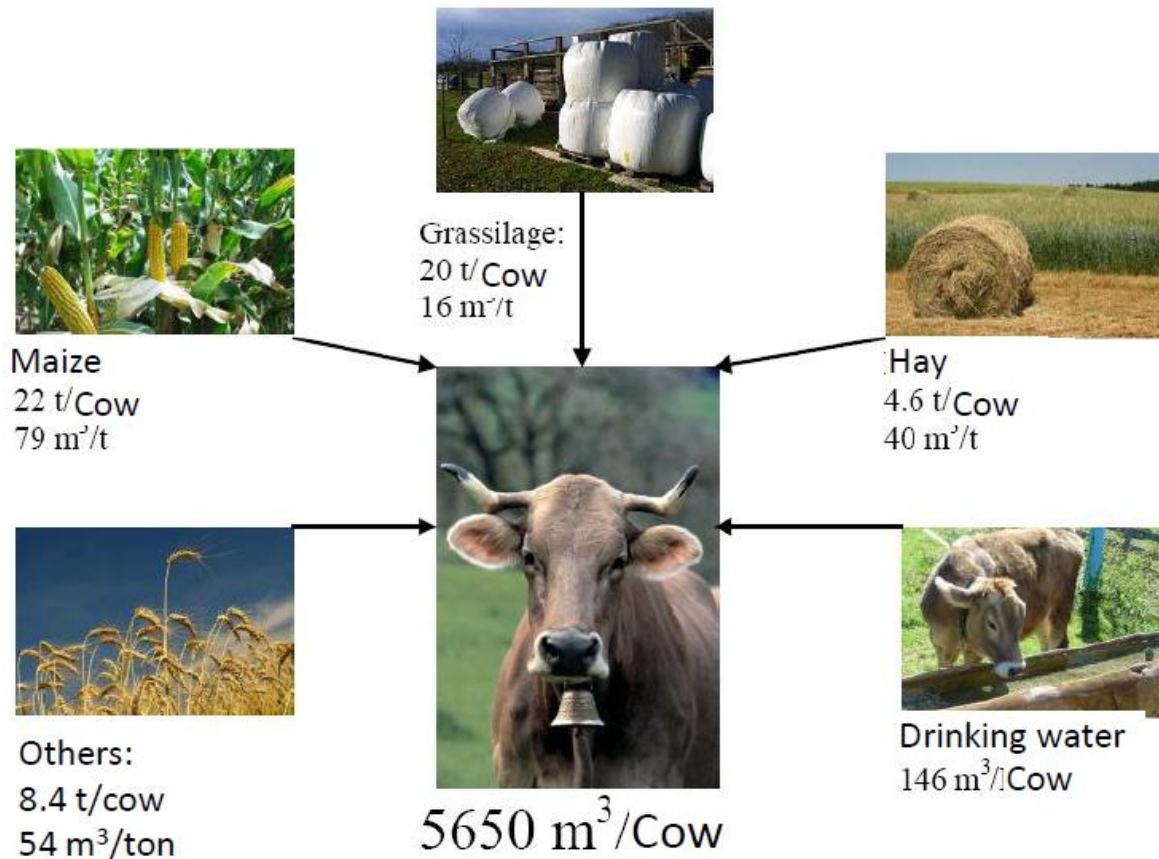 Grassilage:
20 t/Cow
16 m³/t
Maize
22 t/Cow
79 m³/t
Hay
4.6 t/Cow
40 m³/t
Others:
8.4 t/cow
54 m³/ton
Drinking water
146 m³/Cow
5650 m³/Cow